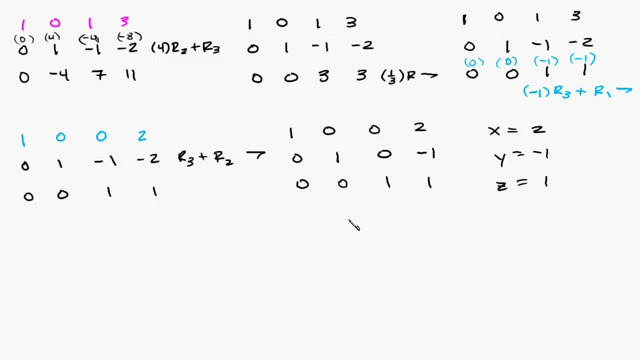 1 0 1 3
(0) (4) (-4) (-8)
0 1 -1 -2 (4)R2+R3
0 -4 7 11
1 0 1 3
0 1 -1 -2
0 0 3 3 (1/3)R →
1 0 1 3
0 1 -1 -2
(0) (0) (-1) (-1)
0 0 1 1
(-1)R3+R1 →
1 0 0 2
0 1 -1 -2 R3+R2 →
0 0 1 1
1 0 0 2
0 1 0 -1
0 0 1 1
x = 2
y = -1
z = 1